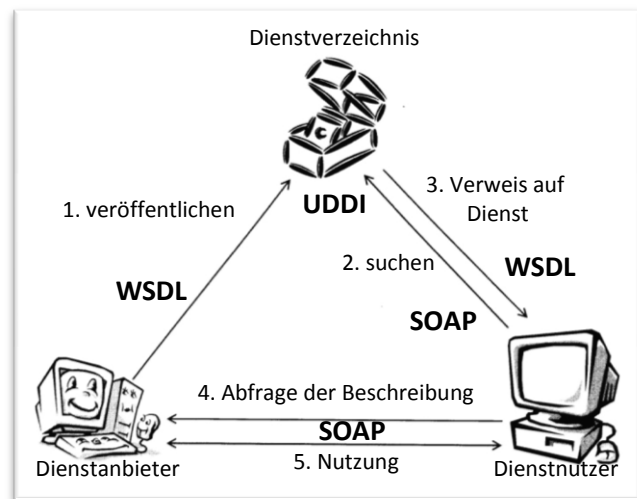 Dienstverzeichnis
UDDI
1. veröffentlichen
3. Verweis auf
Dienst
2. suchen
WSDL
WSDL
SOAP
4. Abfrage der Beschreibung
SOAP
5. Nutzung
Dienstanbieter
Dienstnutzer